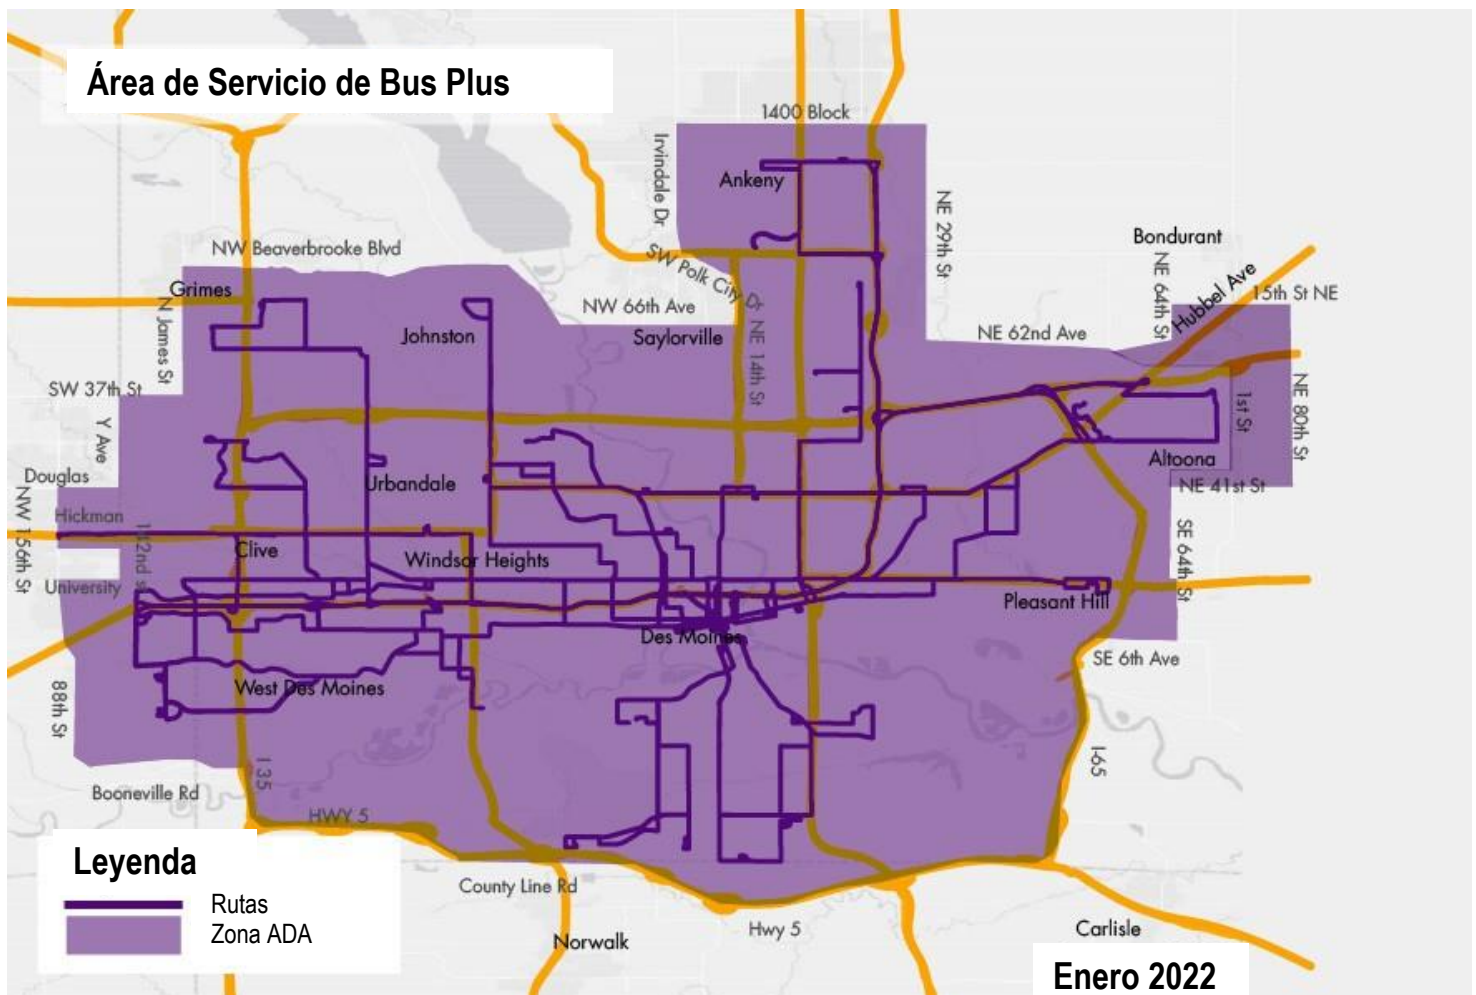 Área de Servicio de Bus Plus
1400 Block
Irvindale Dr
Ankeny
NE 29th St
Bondurant
NE 64th St
Hubbel Ave
15th St NE
NW Beaverbrooke Blvd
SW Polk City Dr
Grimes
N James St
NW 66th Ave
Johnston
Saylorville
NE 14th St
NE 62nd Ave
SW 37th St
Y Ave
1st St
NE 80th St
Douglas
Urbandale
Altoona
NE 41st St
NW 156th St
Hickman
142nd St
Clive
Windsor Heights
SE 64th St
University
Pleasant Hill
Des Moines
SE 6th Ave
88th St
West Des Moines
I-35
I-65
Booneville Rd
HWY 5
Leyenda
Rutas
Zona ADA
County Line Rd
Norwalk
Hwy 5
Carlisle
Enero 2022